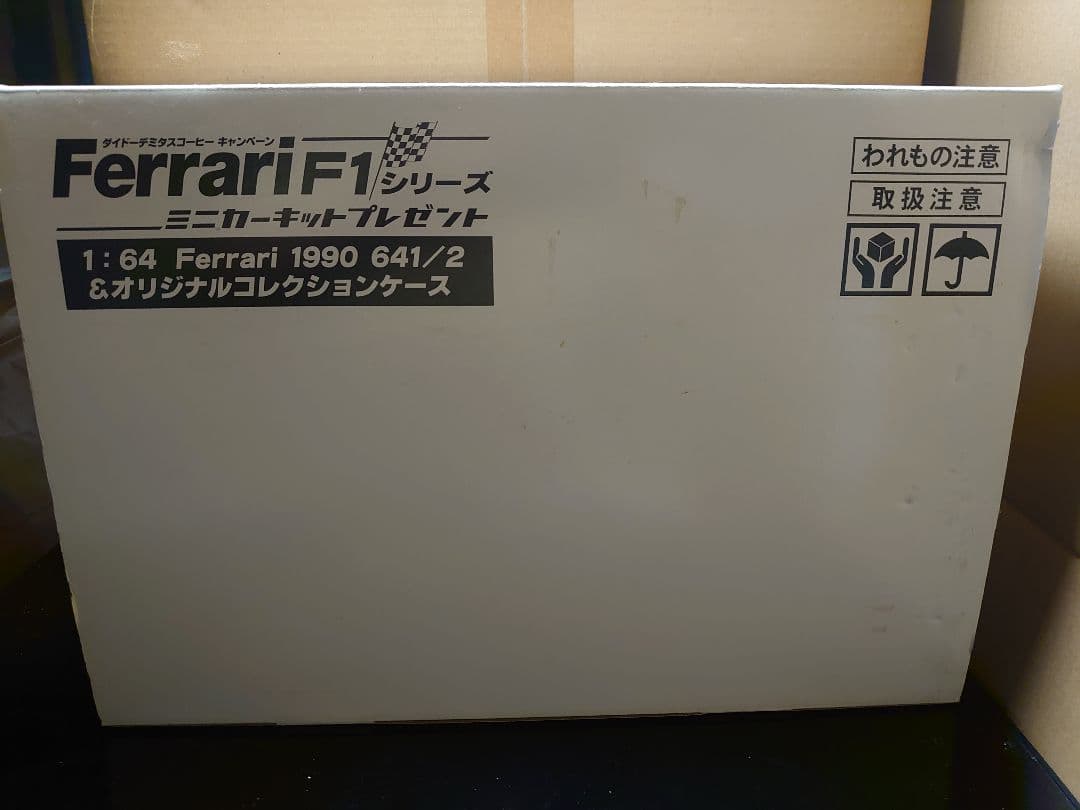 ダイドーデミタスコーヒー キャンペーン
Ferrari F1シリーズ
ミニカーキットプレゼント
1:64 Ferrari 1990 641/2
&オリジナルコレクションケース
われもの注意
取扱注意